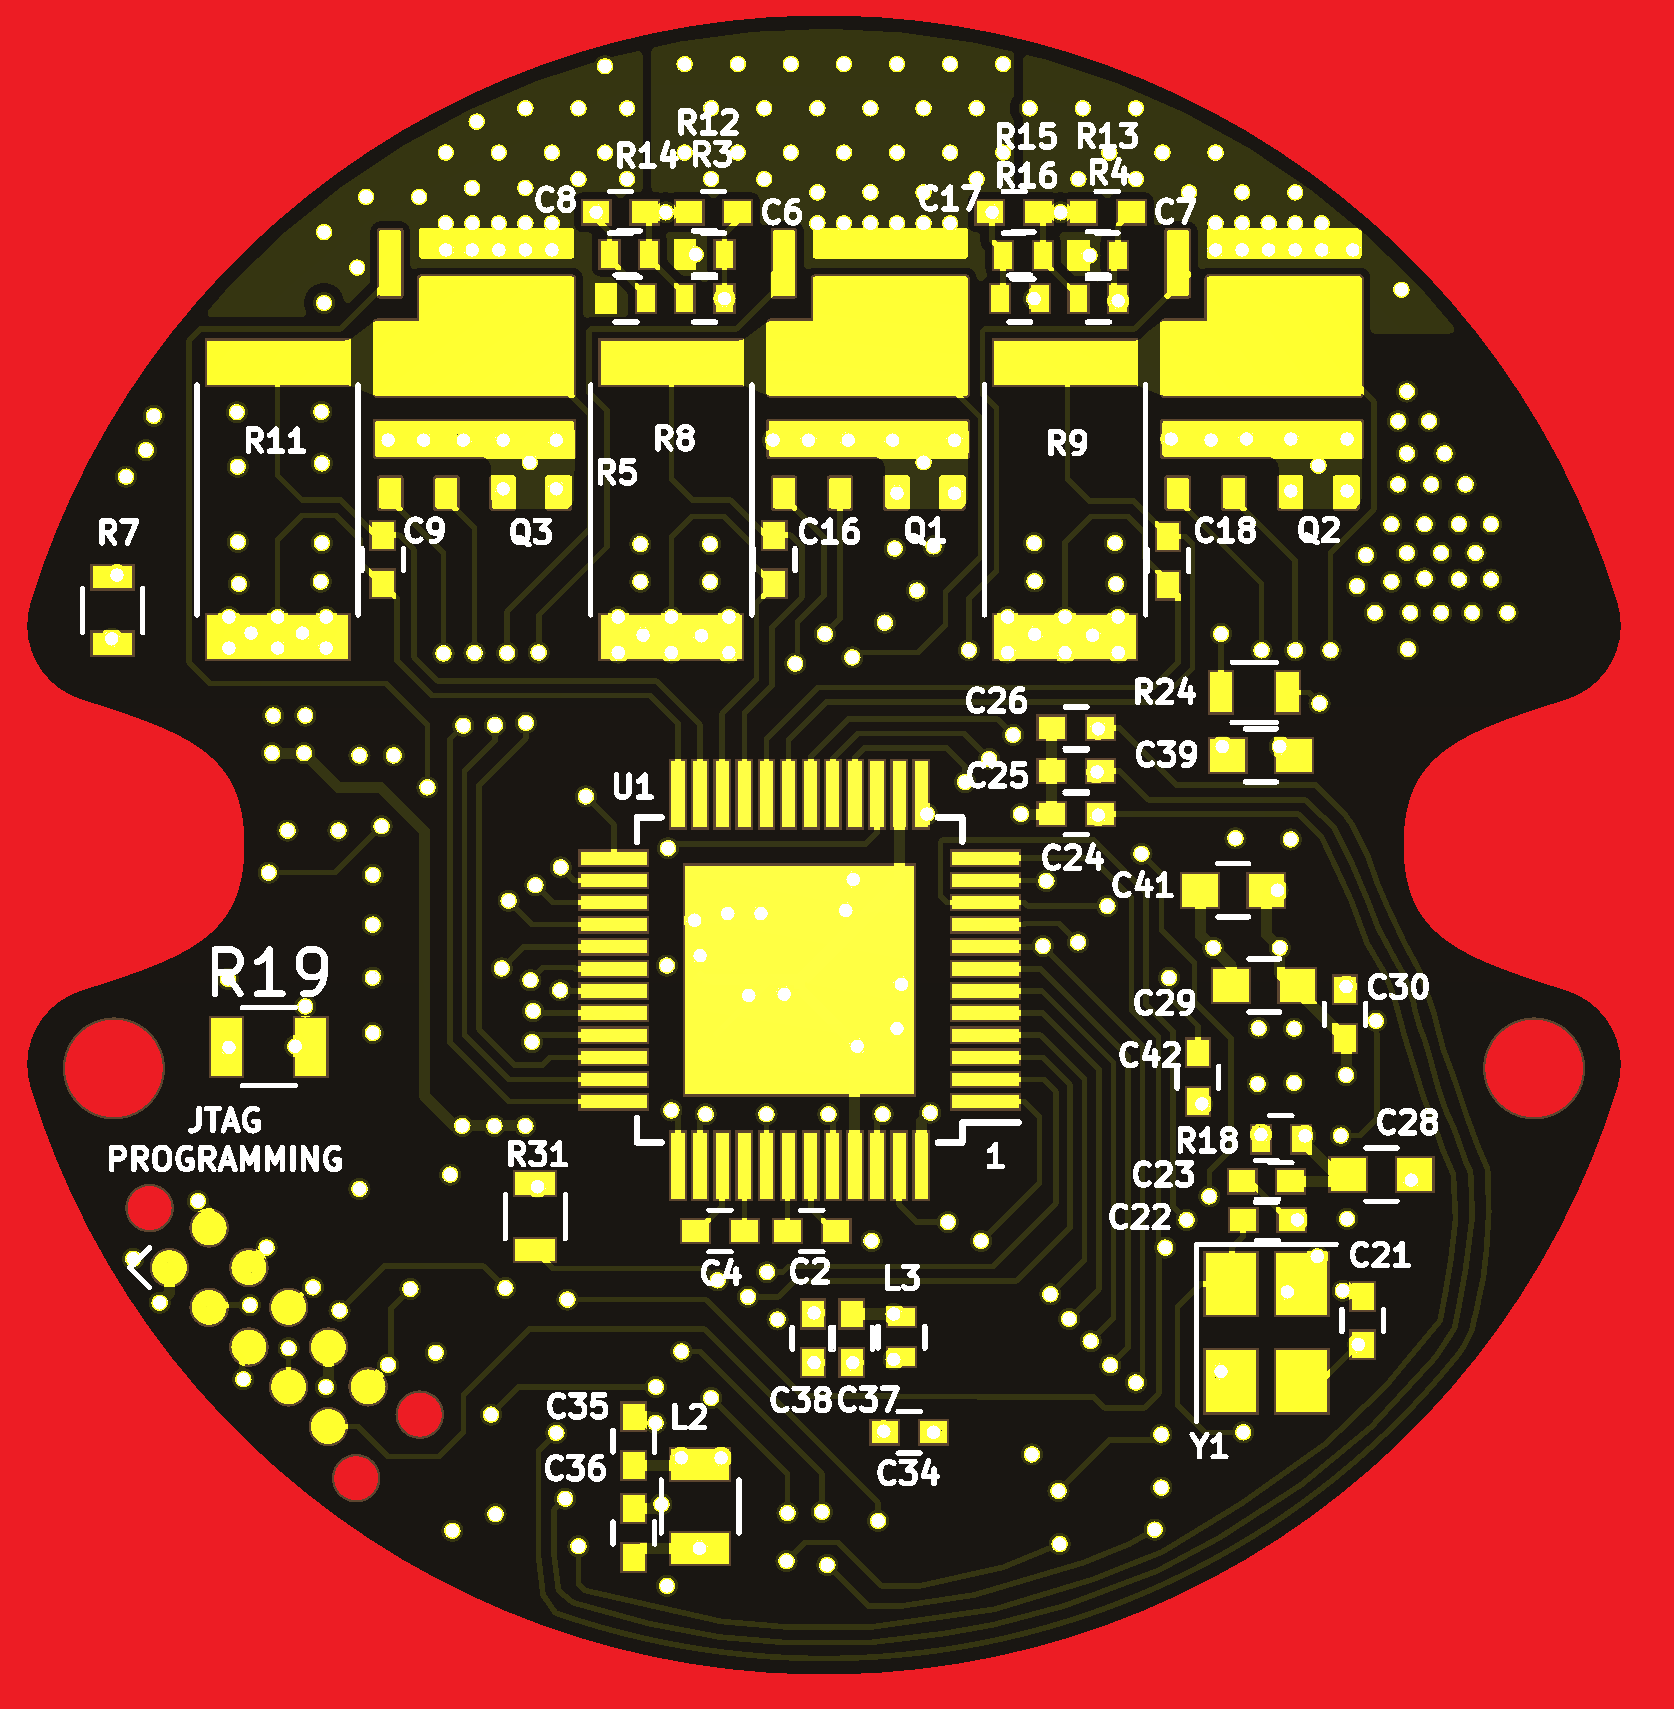 R12
R15 R13
R14 R3
R16 R4
C8 C6 C17 C7
R11 R8 R9
R5
R7 C9 Q3 C16 Q1 C18 Q2
C26 R24
C25 C39
U1
C24
C41
R19 C29 C30
C42
JTAG
PROGRAMMING
R31 1 R18 C28
C23
C22
C4 C2 L3 C21
C38 C37
C35 L2
C36 C34 Y1